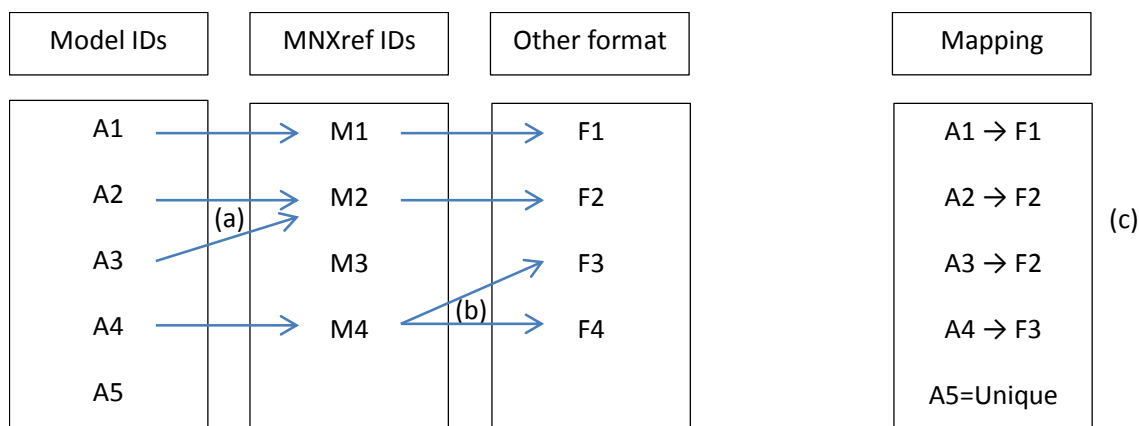 Model IDs MNXref IDs Other format Mapping
A1 M1 F1 A1 → F1
A2 M2 F2 A2 → F2
(a) (c)
A3 M3 F3 A3 → F2
(b)
A4 M4 F4 A4 → F3
A5 A5=Unique